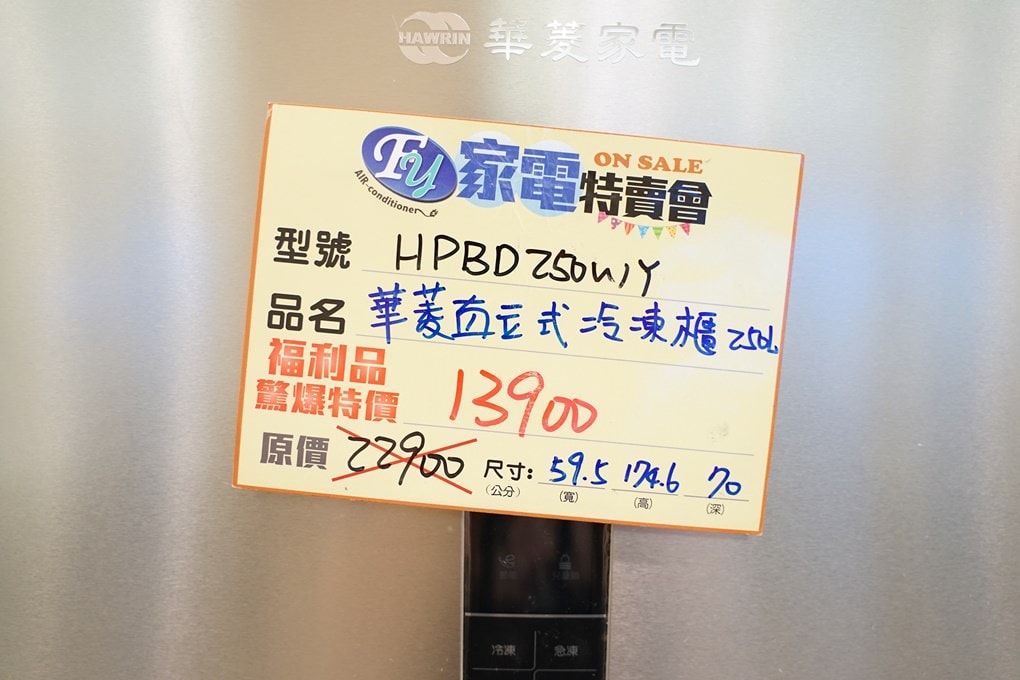 HAWRIN 華菱家電
Fy 家電特賣會 ON SALE
AIR-conditioner
型號 HPBD250WIY
品名 華菱直立式冷凍櫃 250L
福利品
驚爆特價 13900
原價 22900 尺寸: 59.5 174.6 70
(公分) (寬) (高) (深)
冷凍 急凍